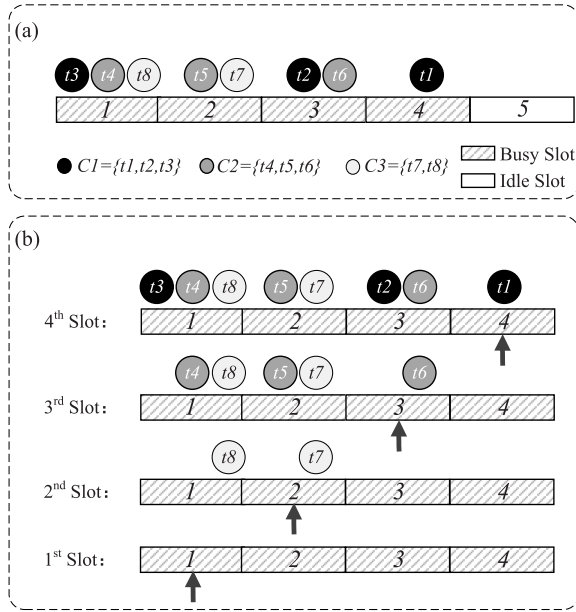 (a)
t3 t4 t8 t5 t7 t2 t6 t1
1 2 3 4 5
C1={t1,t2,t3} C2={t4,t5,t6} C3={t7,t8}
Busy Slot
Idle Slot
(b)
t3 t4 t8 t5 t7 t2 t6 t1
4th Slot: 1 2 3 4
t4 t8 t5 t7 t6
3rd Slot: 1 2 3 4
t8 t7
2nd Slot: 1 2 3 4
1st Slot: 1 2 3 4